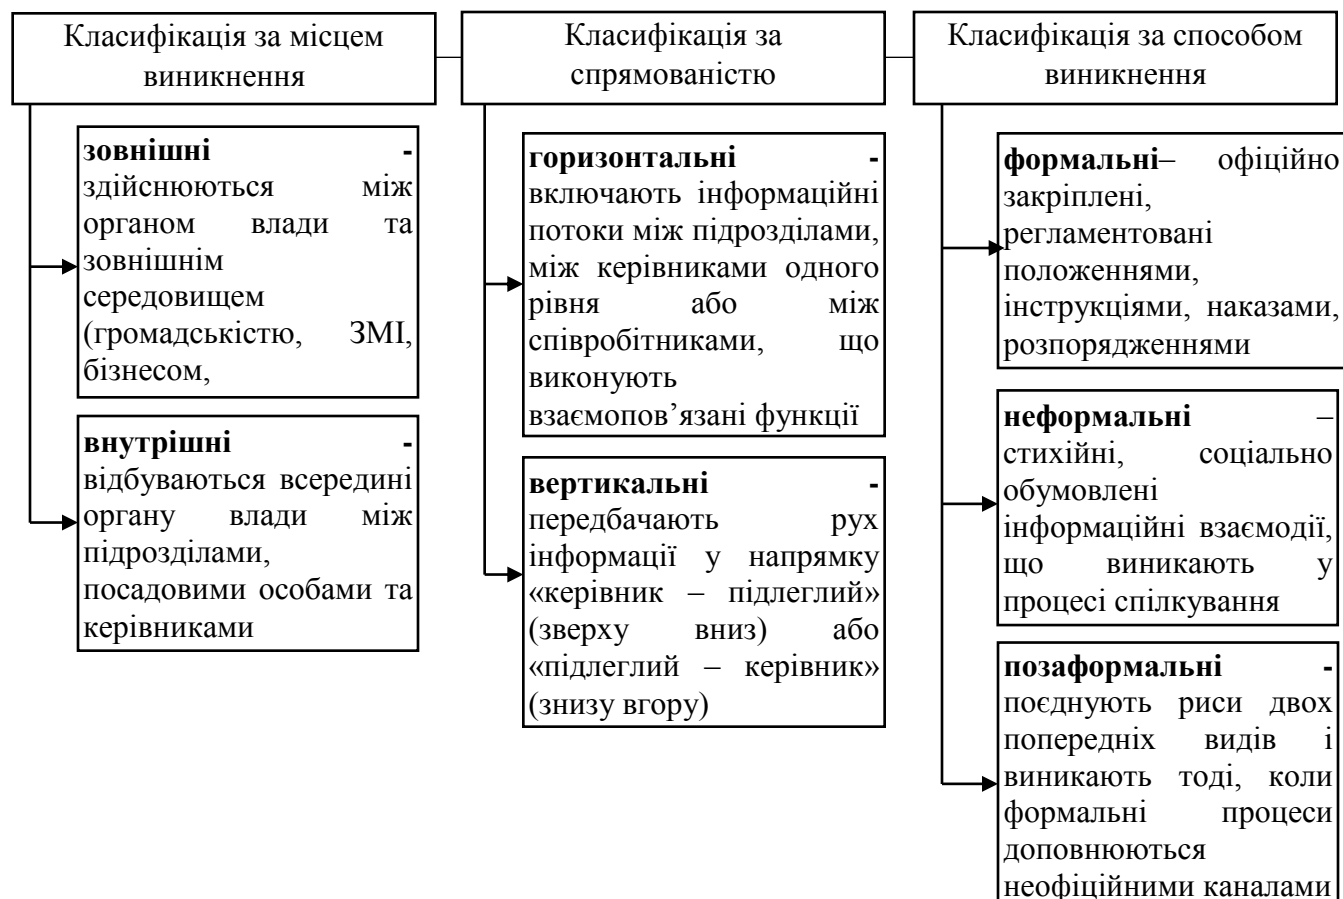 Класифікація за місцем
виникнення
зовнішні -
здійснюються між
органом влади та
зовнішнім
середовищем
(громадськістю, ЗМІ,
бізнесом,
внутрішні -
відбуваються всередині
органу влади між
підрозділами,
посадовими особами та
керівниками
Класифікація за
спрямованістю
горизонтальні -
включають інформаційні
потоки між підрозділами,
між керівниками одного
рівня або між
співробітниками, що
виконують
взаємопов’язані функції
вертикальні -
передбачають рух
інформації у напрямку
«керівник – підлеглий»
(зверху вниз) або
«підлеглий – керівник»
(знизу вгору)
Класифікація за способом
виникнення
формальні– офіційно
закріплені,
регламентовані
положеннями,
інструкціями, наказами,
розпорядженнями
неформальні –
стихійні, соціально
обумовлені
інформаційні взаємодії,
що виникають у
процесі спілкування
позаформальні -
поєднують риси двох
попередніх видів і
виникають тоді, коли
формальні процеси
доповнюються
неофіційними каналами